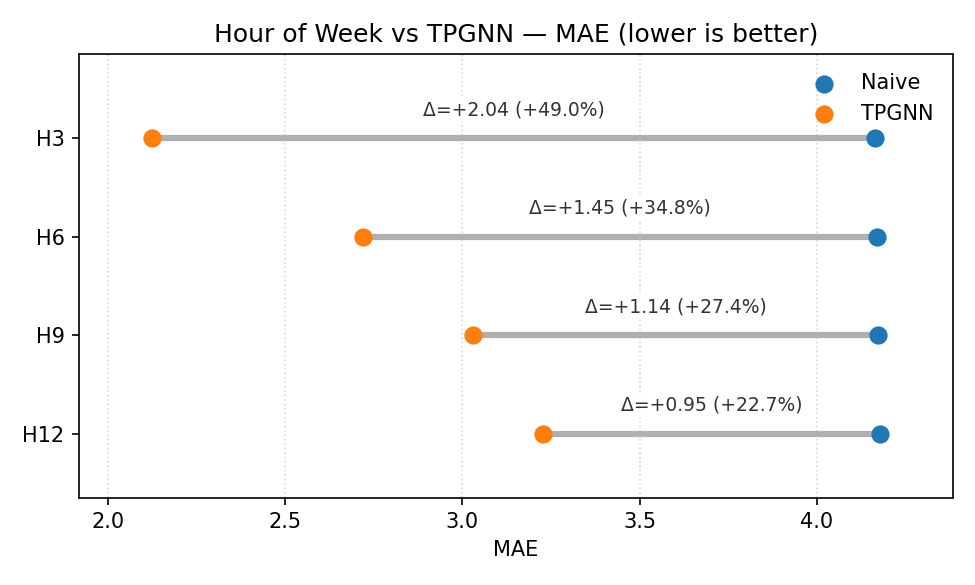 Hour of Week vs TPGNN — MAE (lower is better)
Naive
TPGNN
Δ=+2.04 (+49.0%)
H3
Δ=+1.45 (+34.8%)
H6
Δ=+1.14 (+27.4%)
H9
Δ=+0.95 (+22.7%)
H12
2.0 2.5 3.0 3.5 4.0
MAE